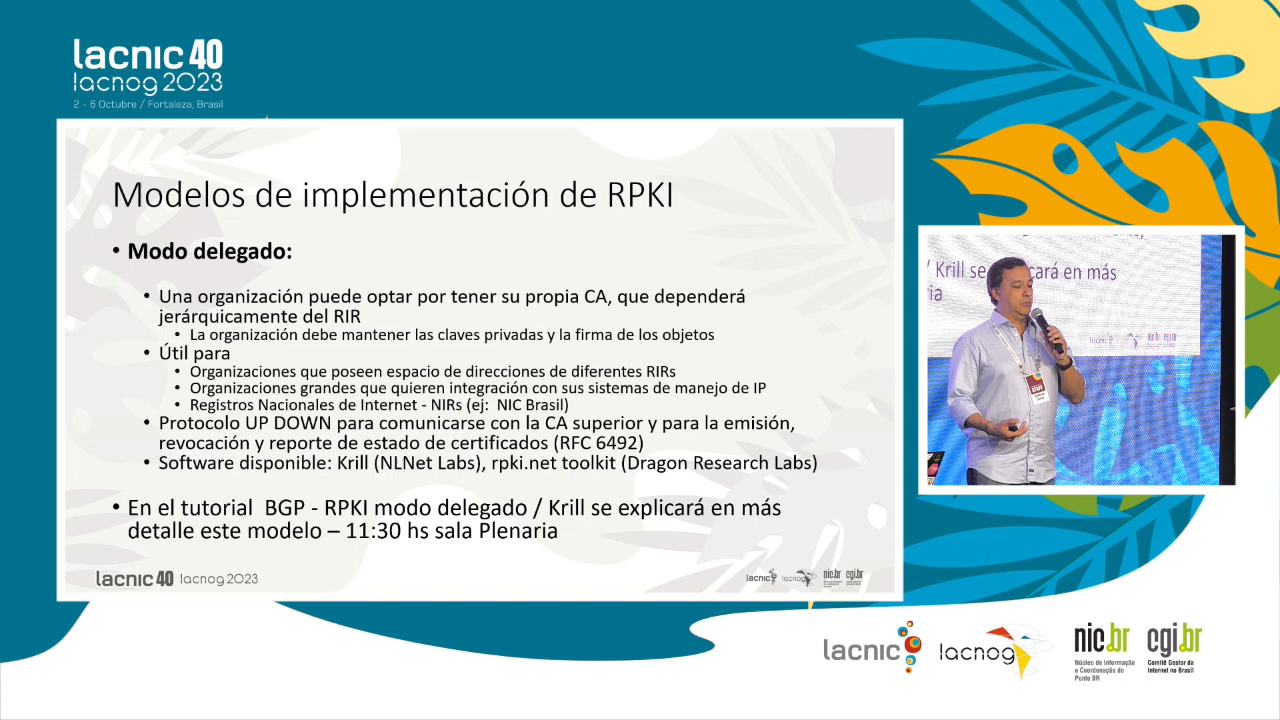 lacnic 40
lacnog 2023
2 - 6 Octubre / Fortaleza, Brasil
Modelos de implementación de RPKI
• Modo delegado:
• Una organización puede optar por tener su propia CA, que dependerá
jerárquicamente del RIR
• La organización debe mantener las claves privadas y la firma de los objetos
• Útil para
• Organizaciones que poseen espacio de direcciones de diferentes RIRs
• Organizaciones grandes que quieren integración con sus sistemas de manejo de IP
• Registros Nacionales de Internet - NIRs (ej:  NIC Brasil)
• Protocolo UP DOWN para comunicarse con la CA superior y para la emisión,
revocación y reporte de estado de certificados (RFC 6492)
• Software disponible: Krill (NLNet Labs), rpki.net toolkit (Dragon Research Labs)
• En el tutorial  BGP - RPKI modo delegado / Krill se explicará en más
detalle este modelo – 11:30 hs sala Plenaria
lacnic 40 lacnog 2023
lacnic lacnog nic.br cgi.br
/ Krill se cará en más
la
lacnic lacnog nic.br cgi.br
Núcleo de Informação
e Coordenação do
Ponto BR
Comitê Gestor da
Internet no Brasil